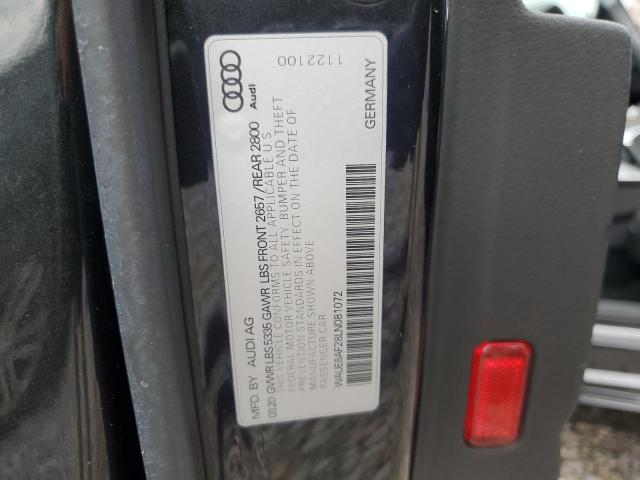 MFD. BY AUDI AG
03.20 GVWR LBS 5335 GAWR LBS FRONT 2657 / REAR 2800
THIS VEHICLE CONFORMS TO ALL APPLICABLE U.S.
FEDERAL MOTOR VEHICLE SAFETY, BUMPER AND THEFT
PREVENTION STANDARDS IN EFFECT ON THE DATE OF
MANUFACTURE SHOWN ABOVE
PASSENGER CAR
WAUE8AF28LN081072
GERMANY
Audi
1122100